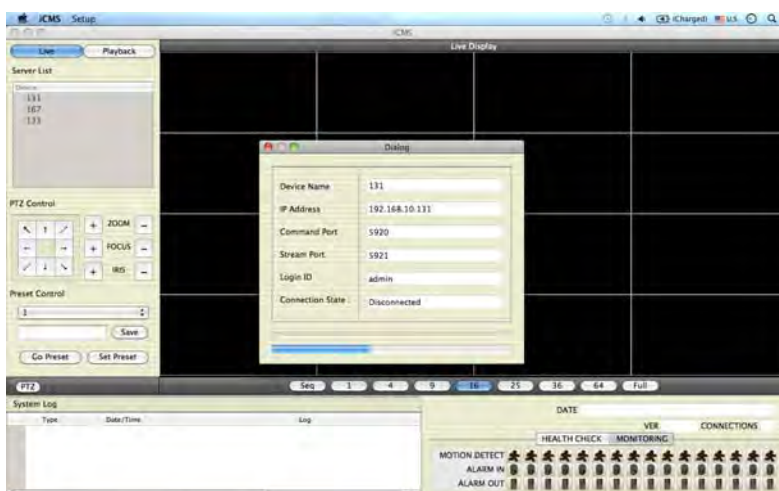 iCMS Setup
(Charged) U.S.
iCMS
Live Playback
Live Display
Server List
Device
131
167
133
Dialog
Device Name 131
IP Address 192.168.10.131
Command Port 5920
Stream Port 5921
Login ID admin
Connection State Disconnected
PTZ Control
+ ZOOM -
+ FOCUS -
+ IRIS -
Preset Control
1
Save
Go Preset Set Preset
PTZ
Seq 1 4 9 16 25 36 64 Full
System Log
Type Date/Time Log
DATE
VER. CONNECTIONS
HEALTH CHECK MONITORING
MOTION DETECT
ALARM IN
ALARM OUT